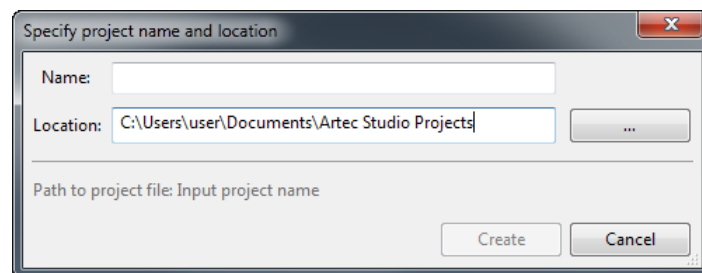 Specify project name and location
Name:
Location: C:\Users\user\Documents\Artec Studio Projects ...
Path to project file: Input project name
Create Cancel